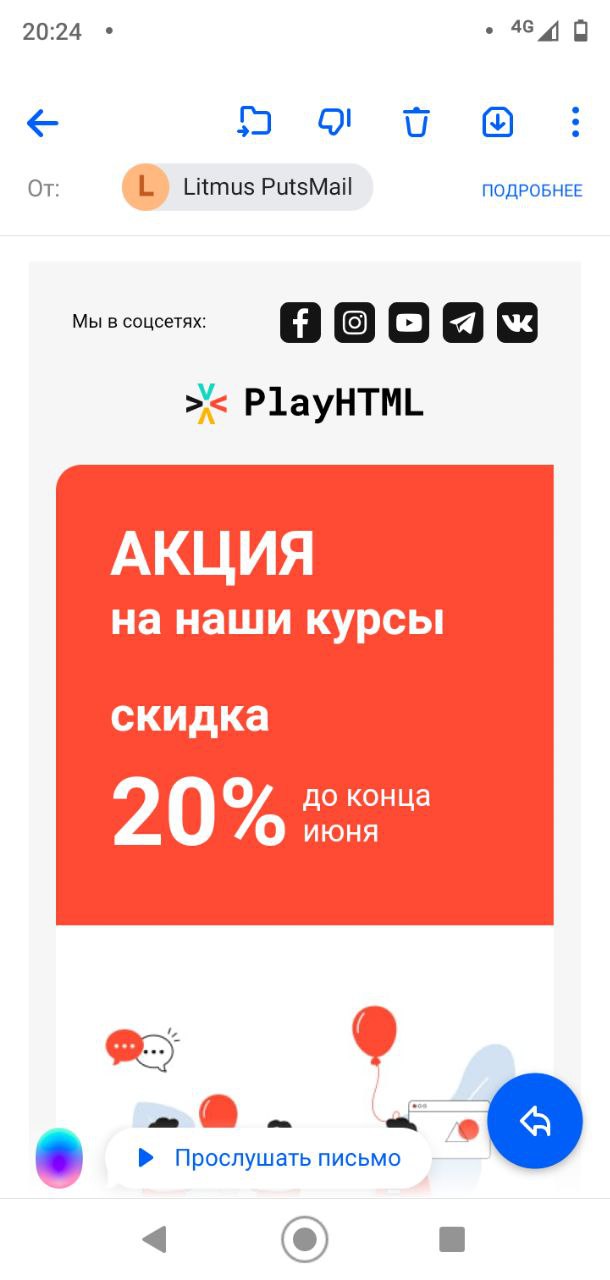 20:24
4G
От:
L
Litmus PutsMail
ПОДРОБНЕЕ
Мы в соцсетях:
PlayHTML
АКЦИЯ
на наши курсы
скидка
20%
до конца
июня
Прослушать письмо